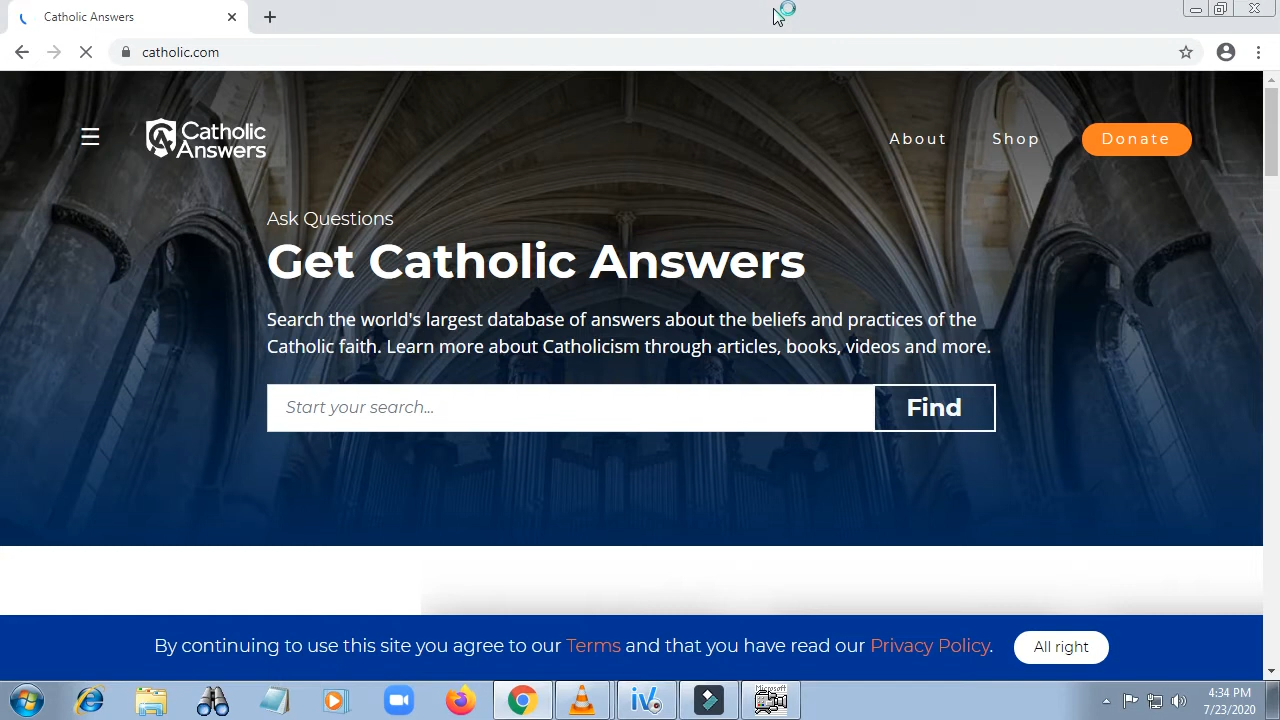 Catholic Answers
catholic.com
Catholic
Answers
About
Shop
Donate
Ask Questions
Get Catholic Answers
Search the world's largest database of answers about the beliefs and practices of the
Catholic faith. Learn more about Catholicism through articles, books, videos and more.
Start your search...
Find
By continuing to use this site you agree to our Terms and that you have read our Privacy Policy.
All right
Microsoft
4:34 PM
7/23/2020